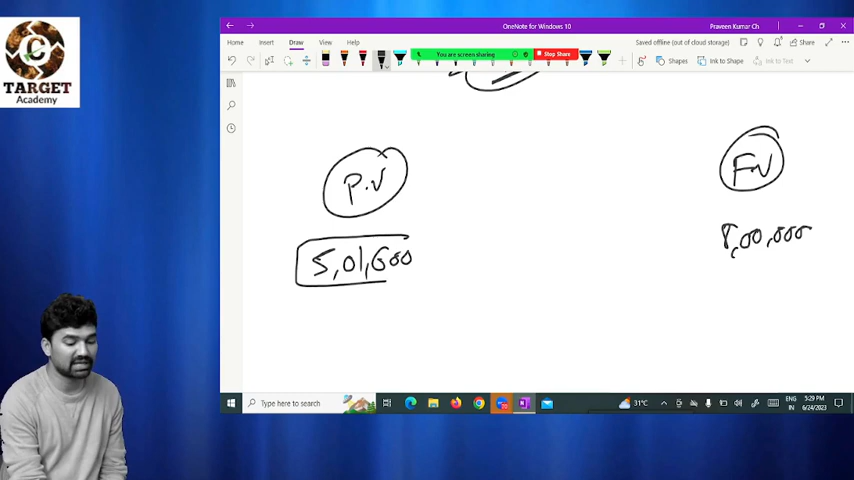 TARGET
Academy
OneNote for Windows 10
Praveen Kumar Ch
Home Insert Draw View Help
You are screen sharing
Stop Share
Saved offline (out of cloud storage)
Share
Shapes
Ink to Shape
Ink to Text
P.V
F.V
5,01,600
8,00,000
Type here to search
31°C
ENG
IN
5:29 PM
6/24/2023